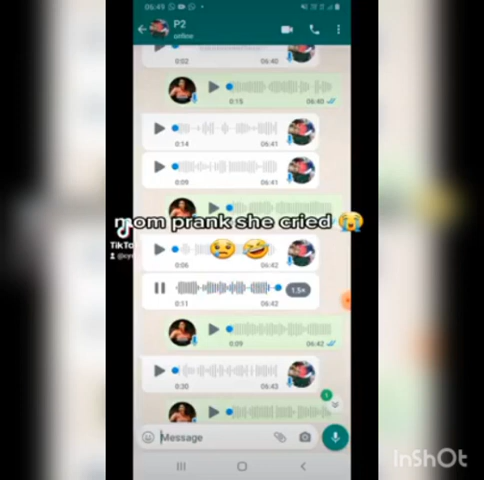 06:49
P2
online
0:02 06:40
0:15 06:40
0:14 06:41
0:09 06:41
mom prank she cried 😭
😢 🤣
TikTo
0:06 06:42
1.5×
0:11 06:42
0:09 06:42
0:30 06:43
1
Message
InShOt